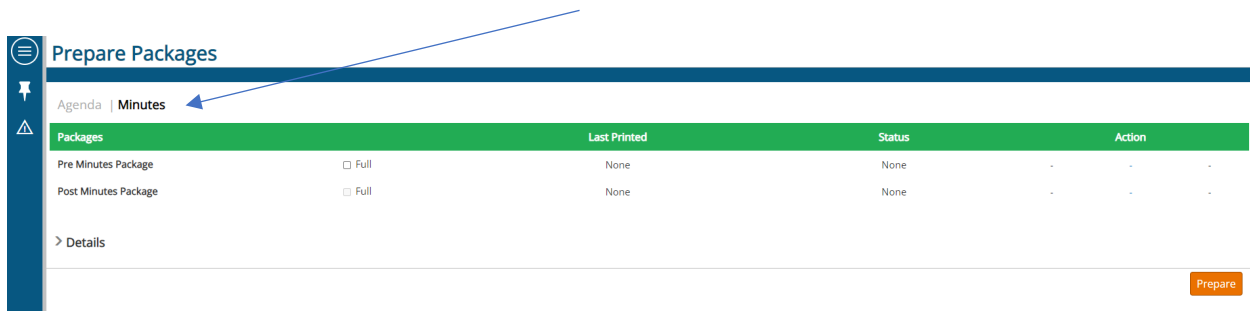 Prepare Packages
Agenda | Minutes
Packages Last Printed Status Action
Pre Minutes Package Full None None - - -
Post Minutes Package Full None None - - -
> Details
Prepare